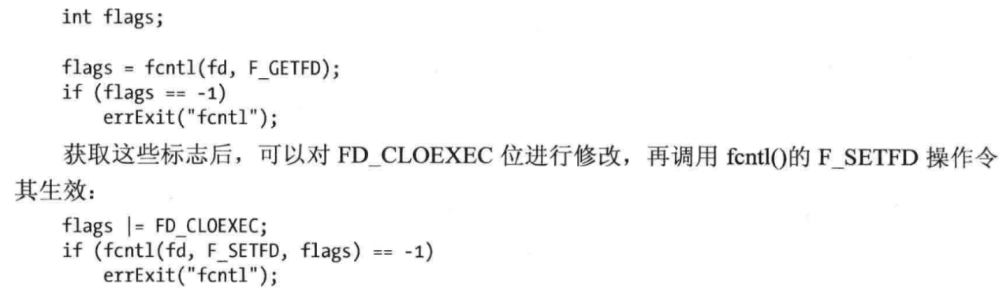 int flags;
flags = fcntl(fd, F_GETFD);
if (flags == -1)
errExit("fcntl");
获取这些标志后，可以对 FD_CLOEXEC 位进行修改，再调用 fcntl()的 F_SETFD 操作令
其生效：
flags |= FD_CLOEXEC;
if (fcntl(fd, F_SETFD, flags) == -1)
errExit("fcntl");